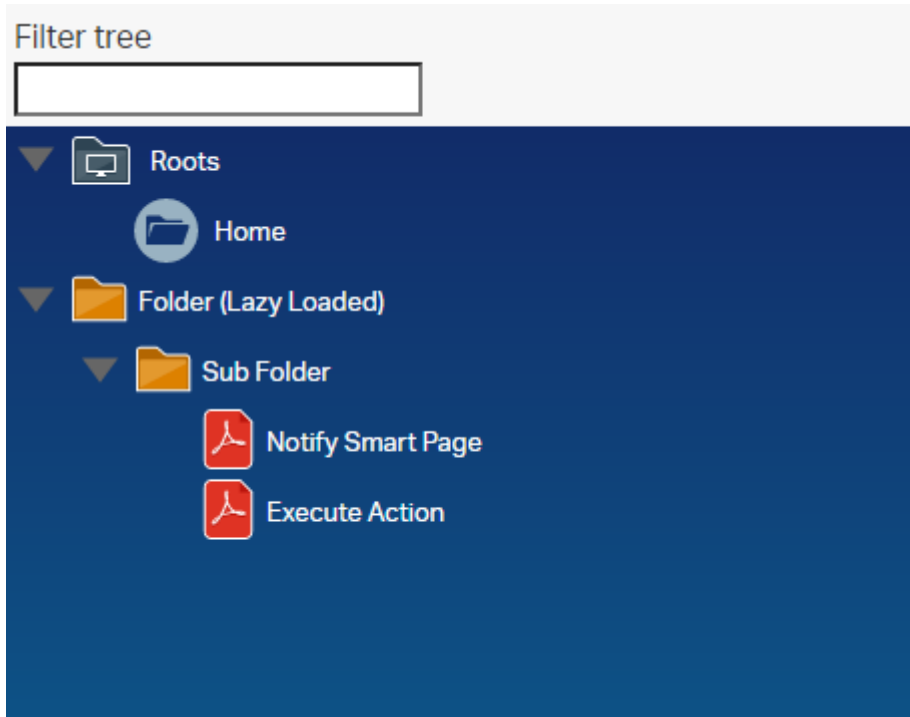 Filter tree
Roots
Home
Folder (Lazy Loaded)
Sub Folder
Notify Smart Page
Execute Action